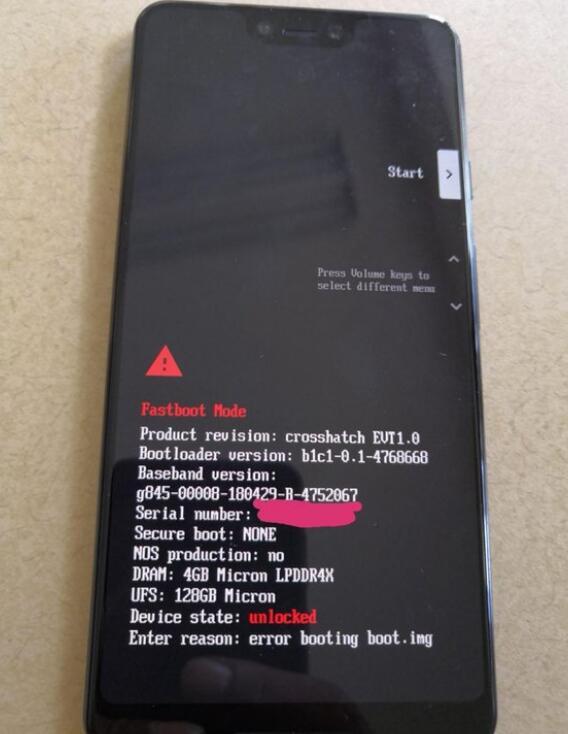 Start
Press Volume keys to
select different menu
Fastboot Mode
Product revision: crosshatch EVT1.0
Bootloader version: b1c1-0.1-4768668
Baseband version:
g845-00008-180429-B-4752067
Serial number:
Secure boot: NONE
NOS production: no
DRAM: 4GB Micron LPDDR4X
UFS: 128GB Micron
Device state: unlocked
Enter reason: error booting boot.img